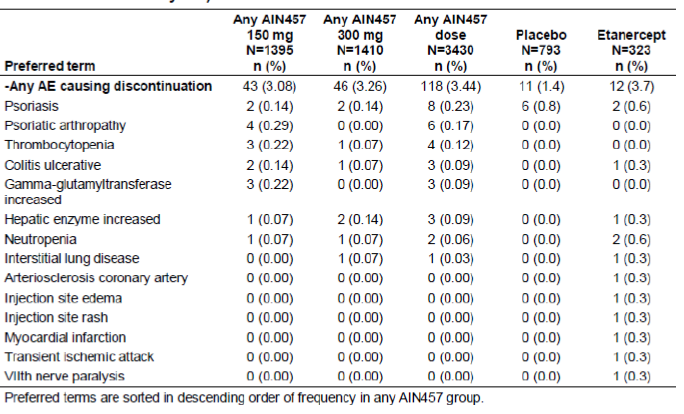 Any AIN457 Any AIN457 Any AIN457
150 mg 300 mg dose Placebo Etanercept
N=1395 N=1410 N=3430 N=793 N=323
Preferred term n (%) n (%) n (%) n (%) n (%)
-Any AE causing discontinuation 43 (3.08) 46 (3.26) 118 (3.44) 11 (1.4) 12 (3.7)
Psoriasis 2 (0.14) 2 (0.14) 8 (0.23) 6 (0.8) 2 (0.6)
Psoriatic arthropathy 4 (0.29) 0 (0.00) 6 (0.17) 0 (0.0) 0 (0.0)
Thrombocytopenia 3 (0.22) 1 (0.07) 4 (0.12) 0 (0.0) 0 (0.0)
Colitis ulcerative 2 (0.14) 1 (0.07) 3 (0.09) 0 (0.0) 1 (0.3)
Gamma-glutamyltransferase 3 (0.22) 0 (0.00) 3 (0.09) 0 (0.0) 0 (0.0)
increased
Hepatic enzyme increased 1 (0.07) 2 (0.14) 3 (0.09) 0 (0.0) 1 (0.3)
Neutropenia 1 (0.07) 1 (0.07) 2 (0.06) 0 (0.0) 2 (0.6)
Interstitial lung disease 0 (0.00) 1 (0.07) 1 (0.03) 0 (0.0) 1 (0.3)
Arteriosclerosis coronary artery 0 (0.00) 0 (0.00) 0 (0.00) 0 (0.0) 1 (0.3)
Injection site edema 0 (0.00) 0 (0.00) 0 (0.00) 0 (0.0) 1 (0.3)
Injection site rash 0 (0.00) 0 (0.00) 0 (0.00) 0 (0.0) 1 (0.3)
Myocardial infarction 0 (0.00) 0 (0.00) 0 (0.00) 0 (0.0) 1 (0.3)
Transient ischemic attack 0 (0.00) 0 (0.00) 0 (0.00) 0 (0.0) 1 (0.3)
VIIth nerve paralysis 0 (0.00) 0 (0.00) 0 (0.00) 0 (0.0) 1 (0.3)
Preferred terms are sorted in descending order of frequency in any AIN457 group.